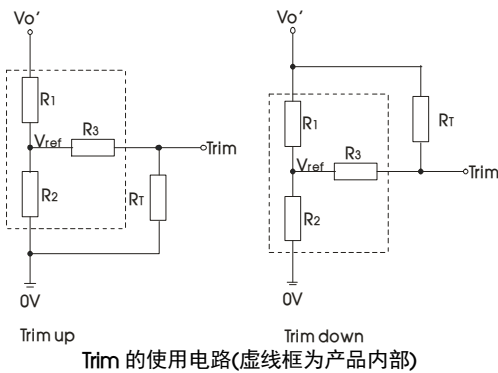 Vo′
R1
Vref
R3
Trim
R2
RT
0V
Trim up
Vo′
R1
RT
Vref
R3
Trim
R2
0V
Trim down
Trim 的使用电路(虚线框为产品内部)